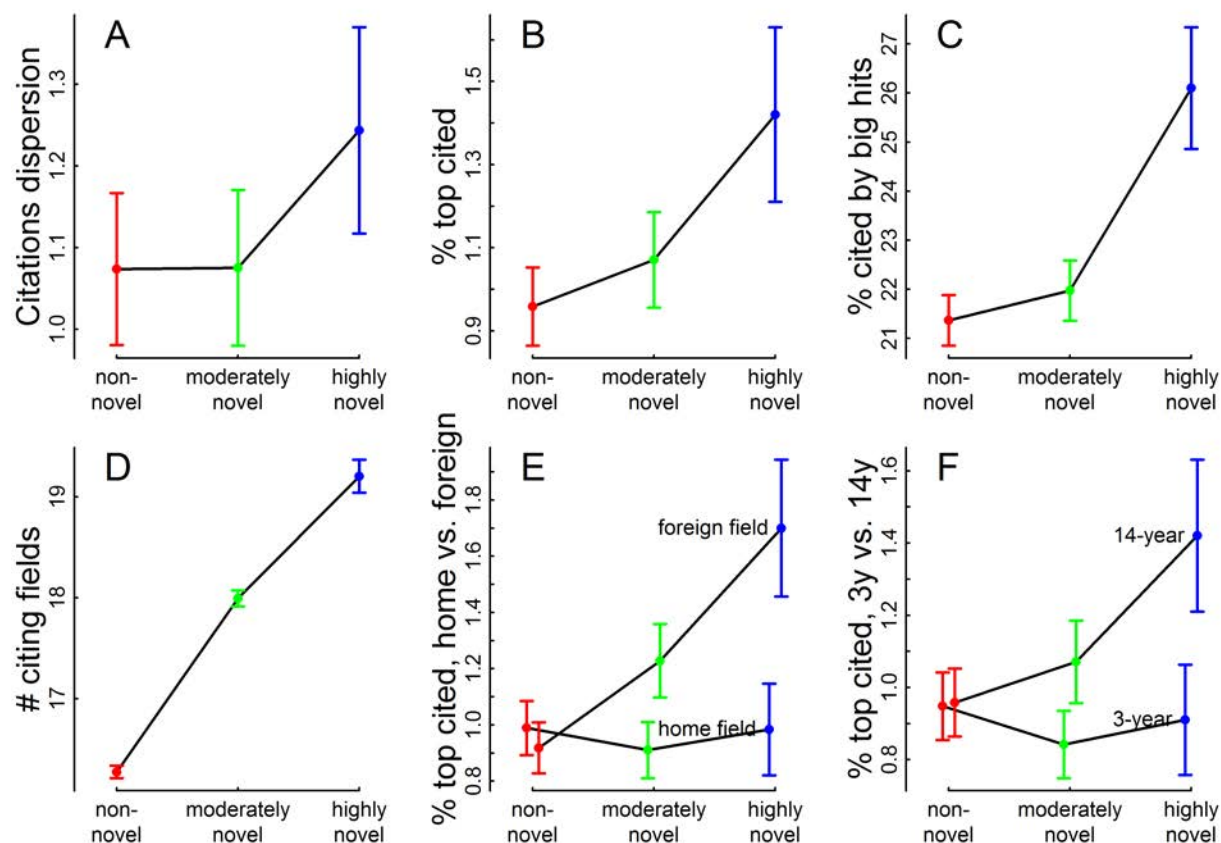 A
Citations dispersion
1.3
1.2
1.1
1.0
non-
novel
moderately
novel
highly
novel
B
% top cited
1.5
1.3
1.1
0.9
non-
novel
moderately
novel
highly
novel
C
% cited by big hits
27
26
25
24
23
22
21
non-
novel
moderately
novel
highly
novel
D
# citing fields
19
18
17
non-
novel
moderately
novel
highly
novel
E
% top cited, home vs. foreign
1.8
1.6
1.4
1.2
1.0
0.8
foreign field
home field
non-
novel
moderately
novel
highly
novel
F
% top cited, 3y vs. 14y
1.6
1.4
1.2
1.0
0.8
14-year
3-year
non-
novel
moderately
novel
highly
novel